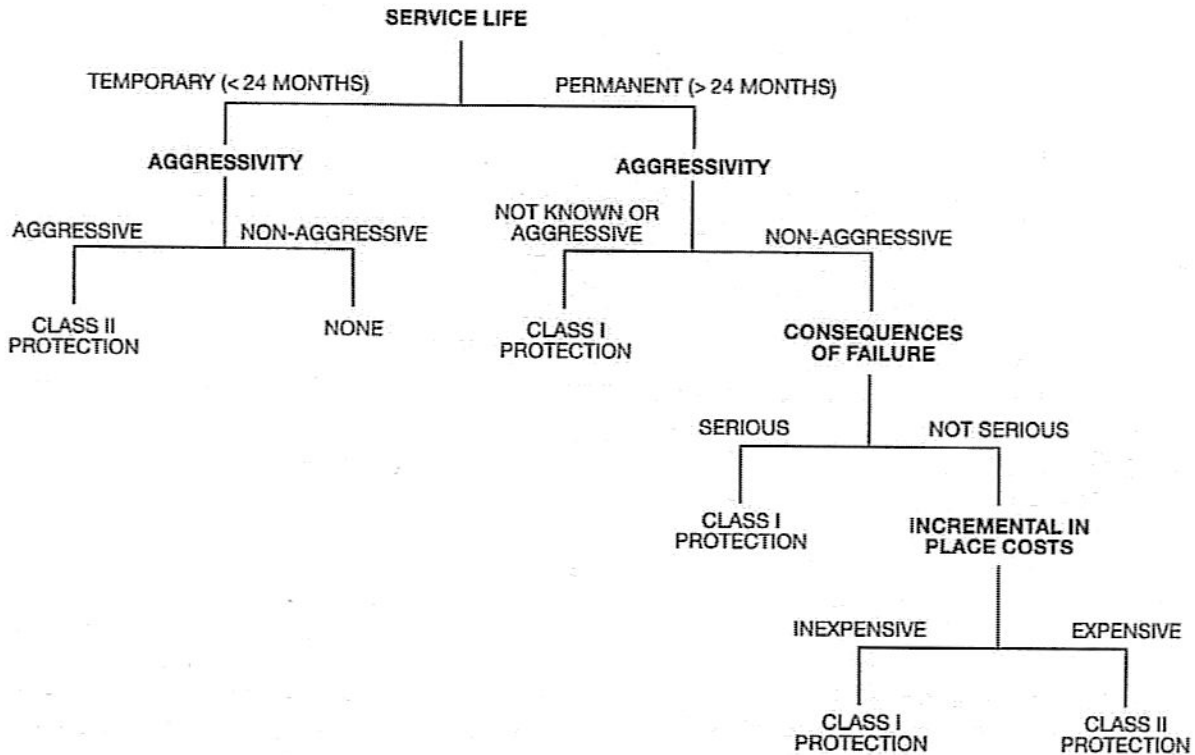 SERVICE LIFE
TEMPORARY (< 24 MONTHS)
PERMANENT (> 24 MONTHS)
AGGRESSIVITY
AGGRESSIVITY
AGGRESSIVE
NON-AGGRESSIVE
NOT KNOWN OR
AGGRESSIVE
NON-AGGRESSIVE
CLASS II
PROTECTION
NONE
CLASS I
PROTECTION
CONSEQUENCES
OF FAILURE
SERIOUS
NOT SERIOUS
CLASS I
PROTECTION
INCREMENTAL IN
PLACE COSTS
INEXPENSIVE
EXPENSIVE
CLASS I
PROTECTION
CLASS II
PROTECTION